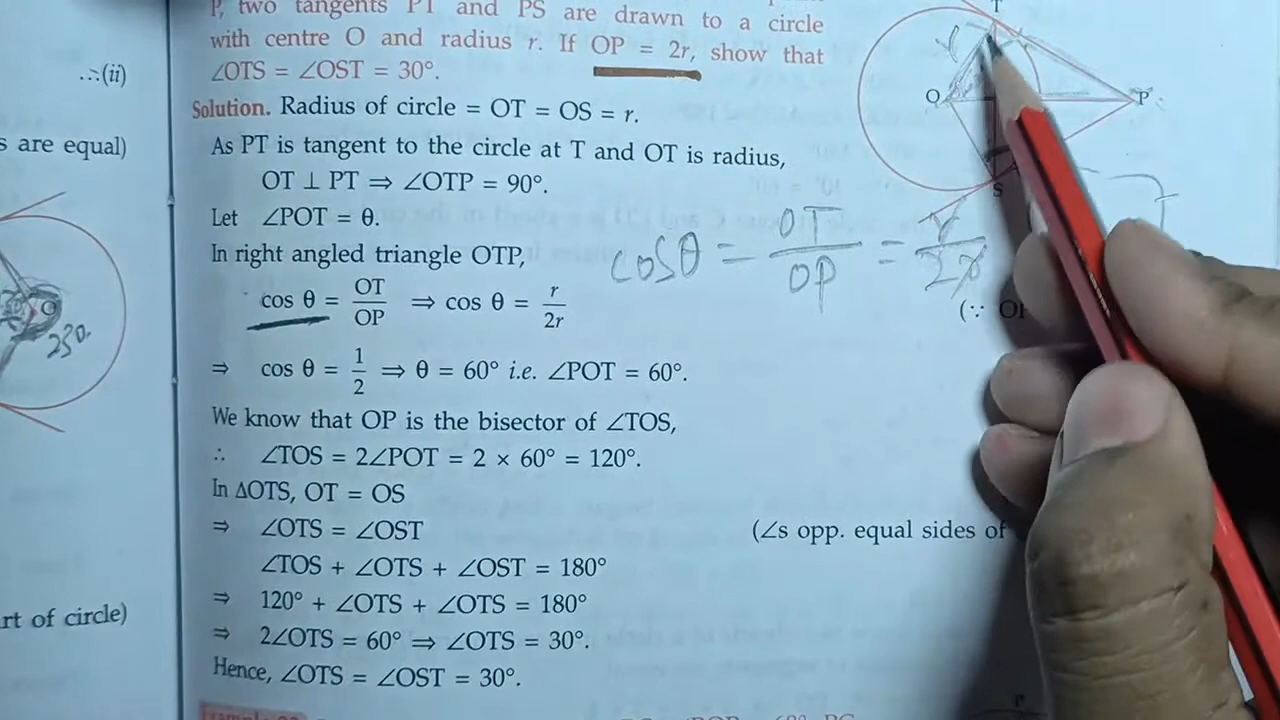 P, two tangents PT and PS are drawn to a circle
with centre O and radius r. If OP = 2r, show that
∠OTS = ∠OST = 30°.
∴(ii)
s are equal)
O
230
rt of circle)
T
O
P
S
r
Solution. Radius of circle = OT = OS = r.
As PT is tangent to the circle at T and OT is radius,
OT ⊥ PT ⇒ ∠OTP = 90°.
Let ∠POT = θ.
In right angled triangle OTP,
cos θ = OT/OP ⇒ cos θ = r/2r
(∵ OP
cosθ = OT/OP = r/2r
⇒ cos θ = 1/2 ⇒ θ = 60° i.e. ∠POT = 60°.
We know that OP is the bisector of ∠TOS,
∴ ∠TOS = 2∠POT = 2 × 60° = 120°.
In ΔOTS, OT = OS
⇒ ∠OTS = ∠OST (∠s opp. equal sides of
∠TOS + ∠OTS + ∠OST = 180°
⇒ 120° + ∠OTS + ∠OTS = 180°
⇒ 2∠OTS = 60° ⇒ ∠OTS = 30°.
Hence, ∠OTS = ∠OST = 30°.